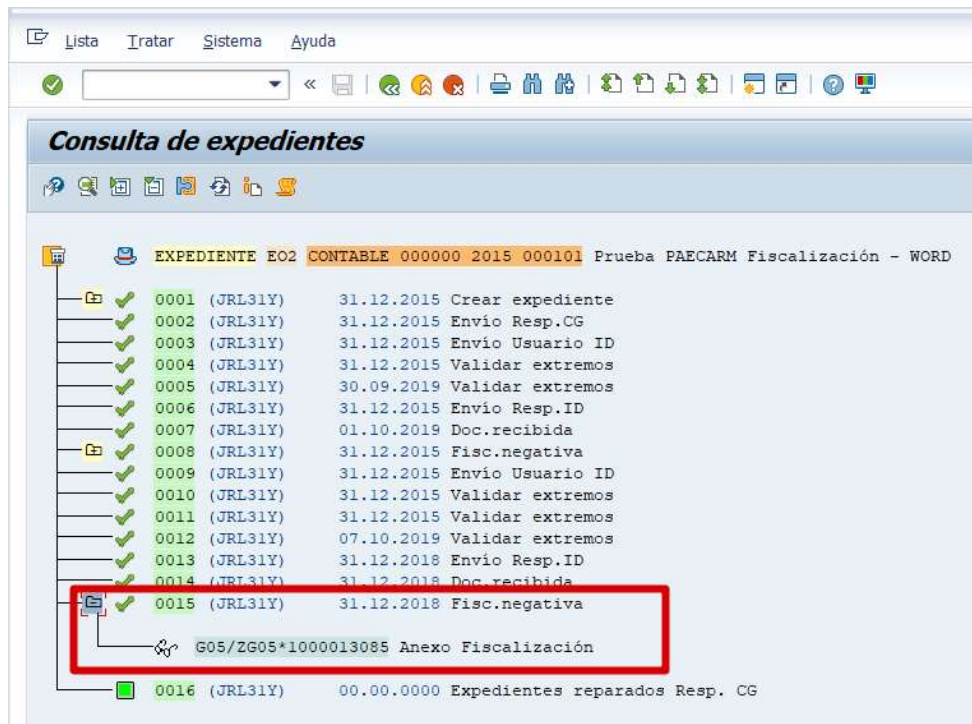 Lista Tratar Sistema Ayuda
Consulta de expedientes
EXPEDIENTE EO2 CONTABLE 000000 2015 000101 Prueba PAECARM Fiscalización - WORD
0001 (JRL31Y) 31.12.2015 Crear expediente
0002 (JRL31Y) 31.12.2015 Envío Resp.CG
0003 (JRL31Y) 31.12.2015 Envío Usuario ID
0004 (JRL31Y) 31.12.2015 Validar extremos
0005 (JRL31Y) 30.09.2019 Validar extremos
0006 (JRL31Y) 31.12.2015 Envío Resp.ID
0007 (JRL31Y) 01.10.2019 Doc.recibida
0008 (JRL31Y) 31.12.2015 Fisc.negativa
0009 (JRL31Y) 31.12.2015 Envío Usuario ID
0010 (JRL31Y) 31.12.2015 Validar extremos
0011 (JRL31Y) 31.12.2015 Validar extremos
0012 (JRL31Y) 07.10.2019 Validar extremos
0013 (JRL31Y) 31.12.2018 Envío Resp.ID
0014 (JRL31Y) 31.12.2018 Doc.recibida
0015 (JRL31Y) 31.12.2018 Fisc.negativa
G05/ZG05*1000013085 Anexo Fiscalización
0016 (JRL31Y) 00.00.0000 Expedientes reparados Resp. CG